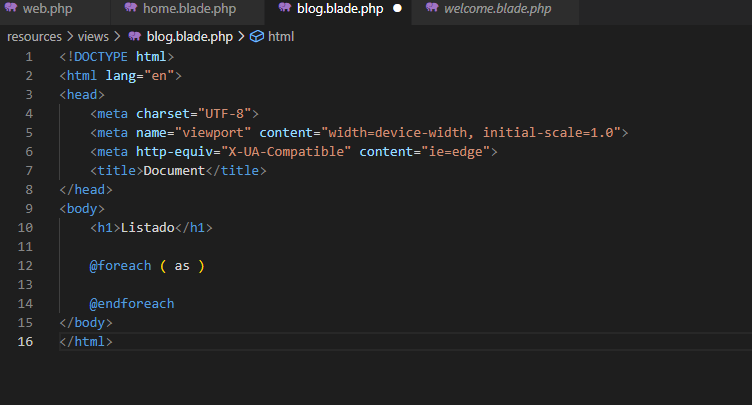 web.php home.blade.php blog.blade.php welcome.blade.php
resources > views > blog.blade.php > html
1 <!DOCTYPE html>
2 <html lang="en">
3 <head>
4     <meta charset="UTF-8">
5     <meta name="viewport" content="width=device-width, initial-scale=1.0">
6     <meta http-equiv="X-UA-Compatible" content="ie=edge">
7     <title>Document</title>
8 </head>
9 <body>
10     <h1>Listado</h1>
11
12     @foreach ( as )
13
14     @endforeach
15 </body>
16 </html>